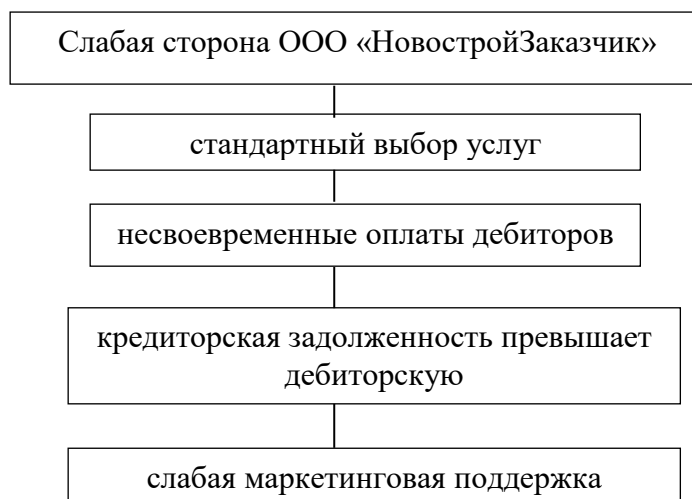 Слабая сторона ООО «НовостройЗаказчик»
стандартный выбор услуг
несвоевременные оплаты дебиторов
кредиторская задолженность превышает
дебиторскую
слабая маркетинговая поддержка